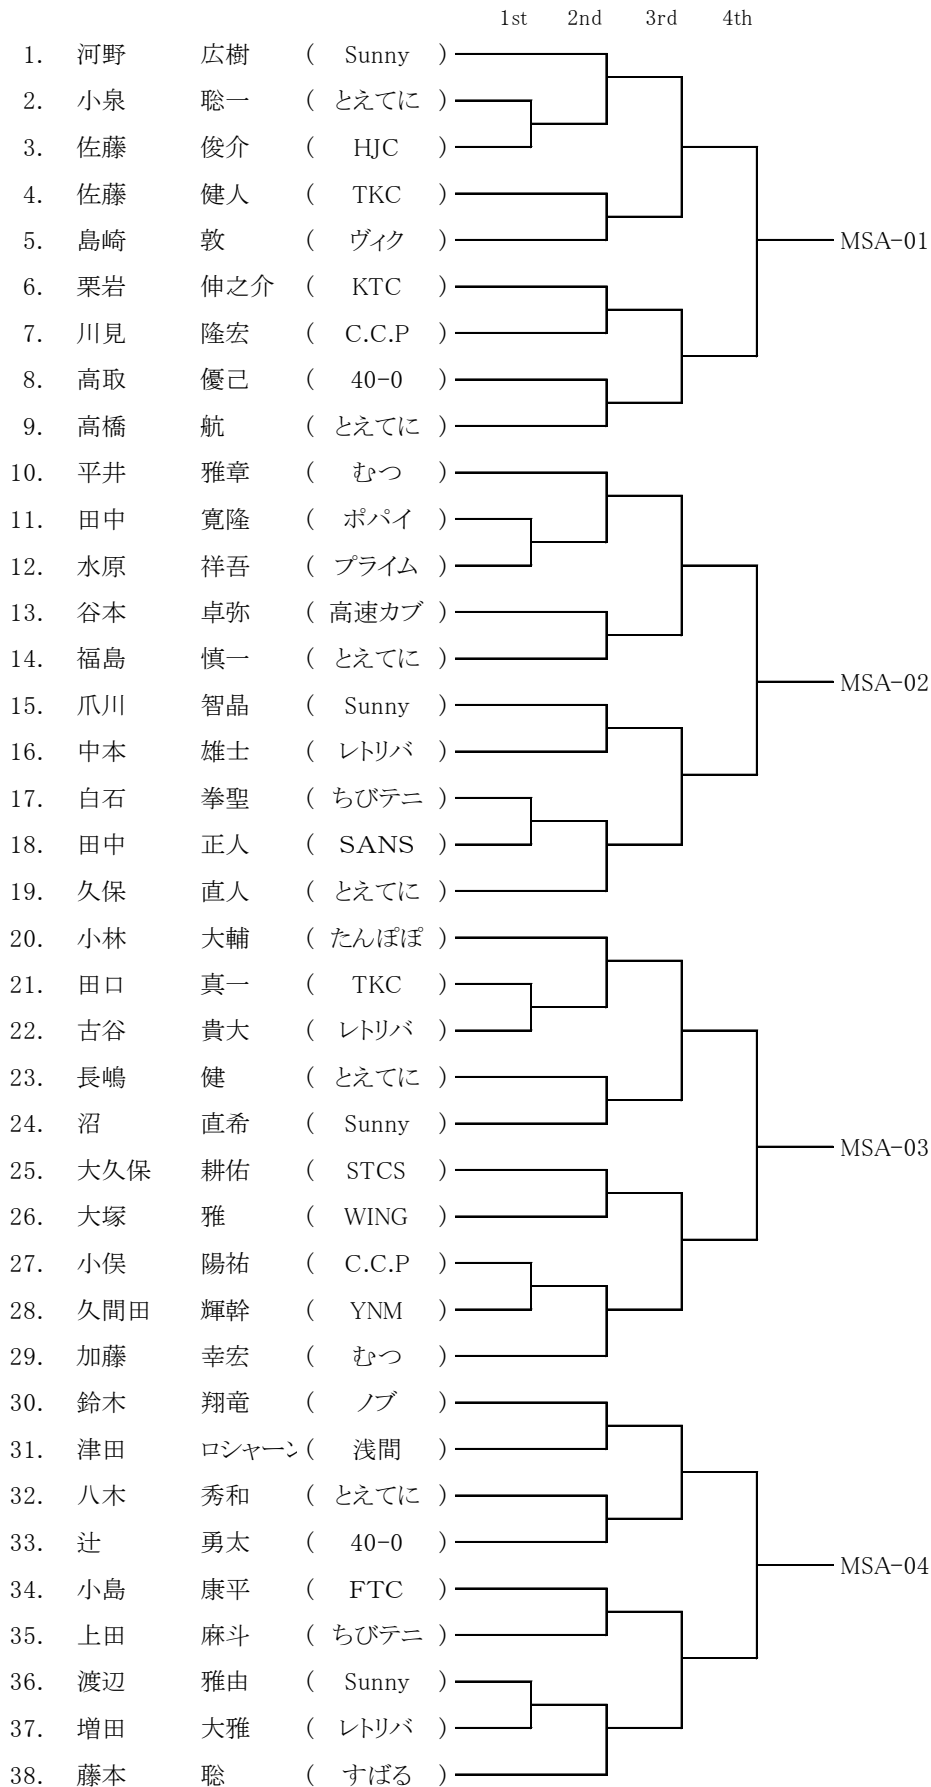 1st 2nd 3rd 4th
1. 河野 広樹 ( Sunny )
2. 小泉 聡一 ( とえてに )
3. 佐藤 俊介 ( HJC )
4. 佐藤 健人 ( TKC )
5. 島崎 敦 ( ヴィク )
MSA-01
6. 栗岩 伸之介 ( KTC )
7. 川見 隆宏 ( C.C.P )
8. 高取 優己 ( 40-0 )
9. 高橋 航 ( とえてに )
10. 平井 雅章 ( むつ )
11. 田中 寛隆 ( ポパイ )
12. 水原 祥吾 ( プライム )
13. 谷本 卓弥 ( 高速カブ )
14. 福島 慎一 ( とえてに )
MSA-02
15. 爪川 智晶 ( Sunny )
16. 中本 雄士 ( レトリバ )
17. 白石 拳聖 ( ちびテニ )
18. 田中 正人 ( SANS )
19. 久保 直人 ( とえてに )
20. 小林 大輔 ( たんぽぽ )
21. 田口 真一 ( TKC )
22. 古谷 貴大 ( レトリバ )
23. 長嶋 健 ( とえてに )
24. 沼 直希 ( Sunny )
MSA-03
25. 大久保 耕佑 ( STCS )
26. 大塚 雅 ( WING )
27. 小俣 陽祐 ( C.C.P )
28. 久間田 輝幹 ( YNM )
29. 加藤 幸宏 ( むつ )
30. 鈴木 翔竜 ( ノブ )
31. 津田 ロシャーン ( 浅間 )
32. 八木 秀和 ( とえてに )
33. 辻 勇太 ( 40-0 )
MSA-04
34. 小島 康平 ( FTC )
35. 上田 麻斗 ( ちびテニ )
36. 渡辺 雅由 ( Sunny )
37. 増田 大雅 ( レトリバ )
38. 藤本 聡 ( すばる )